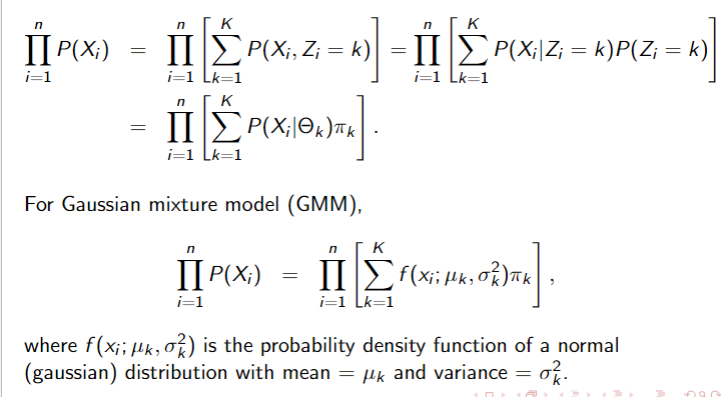 ∏_{i=1}^{n} P(X_i) = ∏_{i=1}^{n} [ ∑_{k=1}^{K} P(X_i, Z_i = k) ] = ∏_{i=1}^{n} [ ∑_{k=1}^{K} P(X_i|Z_i = k)P(Z_i = k) ]
= ∏_{i=1}^{n} [ ∑_{k=1}^{K} P(X_i|Θ_k)π_k ] .
For Gaussian mixture model (GMM),
∏_{i=1}^{n} P(X_i) = ∏_{i=1}^{n} [ ∑_{k=1}^{K} f(x_i; μ_k, σ_k^2)π_k ] ,
where f(x_i; μ_k, σ_k^2) is the probability density function of a normal
(gaussian) distribution with mean = μ_k and variance = σ_k^2.